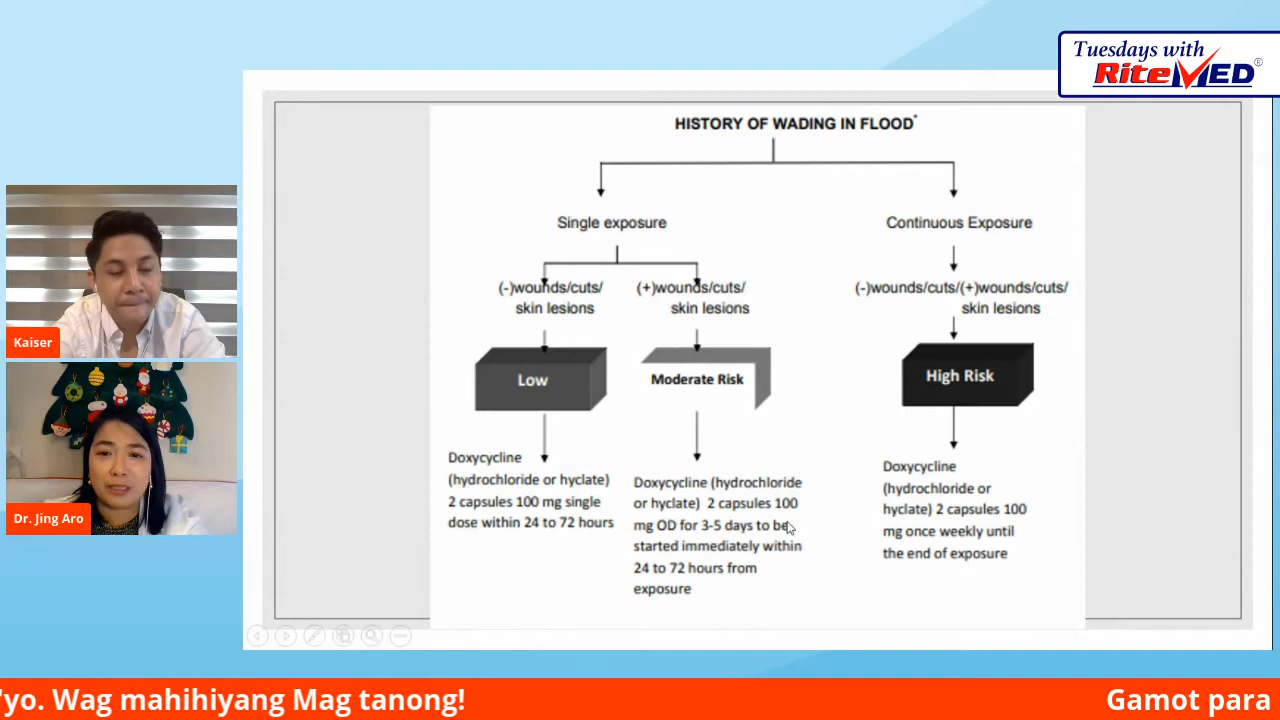 Tuesdays with
RiteMED®
HISTORY OF WADING IN FLOOD*
Single exposure
Continuous Exposure
(-)wounds/cuts/
skin lesions
(+)wounds/cuts/
skin lesions
(-)wounds/cuts/(+)wounds/cuts/
skin lesions
Low
Moderate Risk
High Risk
Doxycycline
(hydrochloride or hyclate)
2 capsules 100 mg single
dose within 24 to 72 hours
Doxycycline (hydrochloride
or hyclate) 2 capsules 100
mg OD for 3-5 days to be
started immediately within
24 to 72 hours from
exposure
Doxycycline
(hydrochloride or
hyclate) 2 capsules 100
mg once weekly until
the end of exposure
Kaiser
Dr. Jing Aro
'yo. Wag mahihiyang Mag tanong!
Gamot para